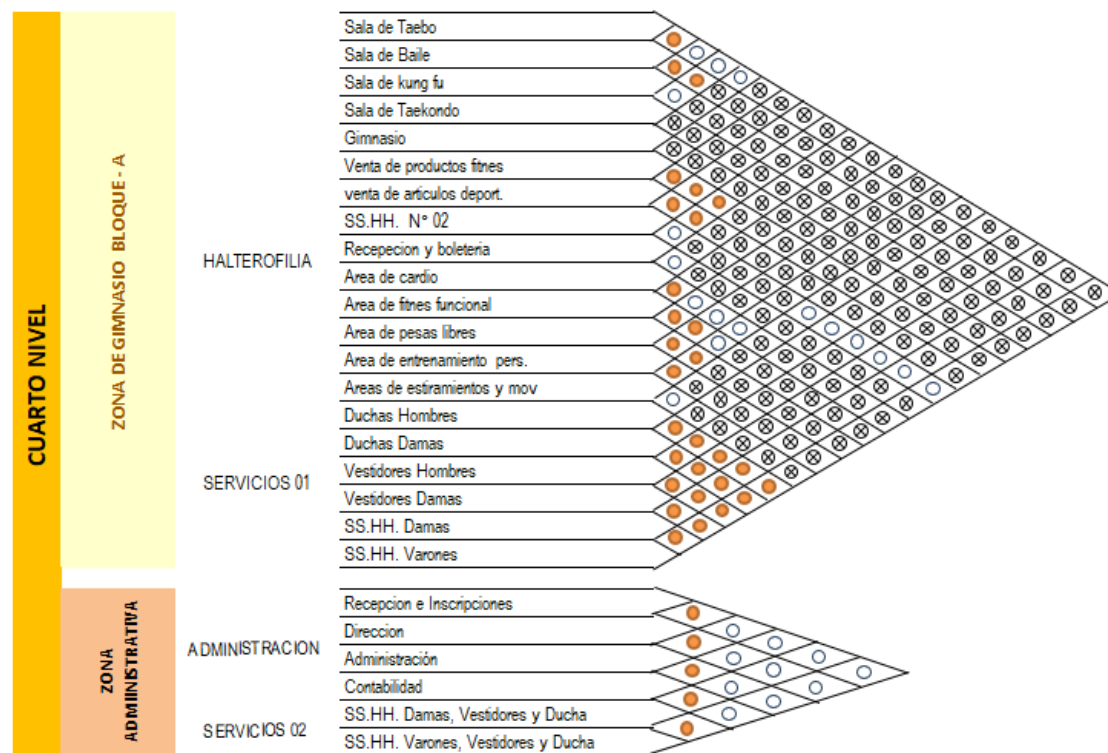 CUARTO NIVEL
ZONA DE GIMNASIO BLOQUE - A
HALTEROFILIA
SERVICIOS 01
Sala de Taebo
Sala de Baile
Sala de kung fu
Sala de Taekondo
Gimnasio
Venta de productos fitnes
venta de articulos deport.
SS.HH. N° 02
Recepecion y boleteria
Area de cardio
Area de fitnes funcional
Area de pesas libres
Area de entrenamiento pers.
Areas de estiramientos y mov
Duchas Hombres
Duchas Damas
Vestidores Hombres
Vestidores Damas
SS.HH. Damas
SS.HH. Varones
ZONA
ADMIINISTRATIVA
ADMINISTRACION
SERVICIOS 02
Recepcion e Inscripciones
Direccion
Administración
Contabilidad
SS.HH. Damas, Vestidores y Ducha
SS.HH. Varones, Vestidores y Ducha